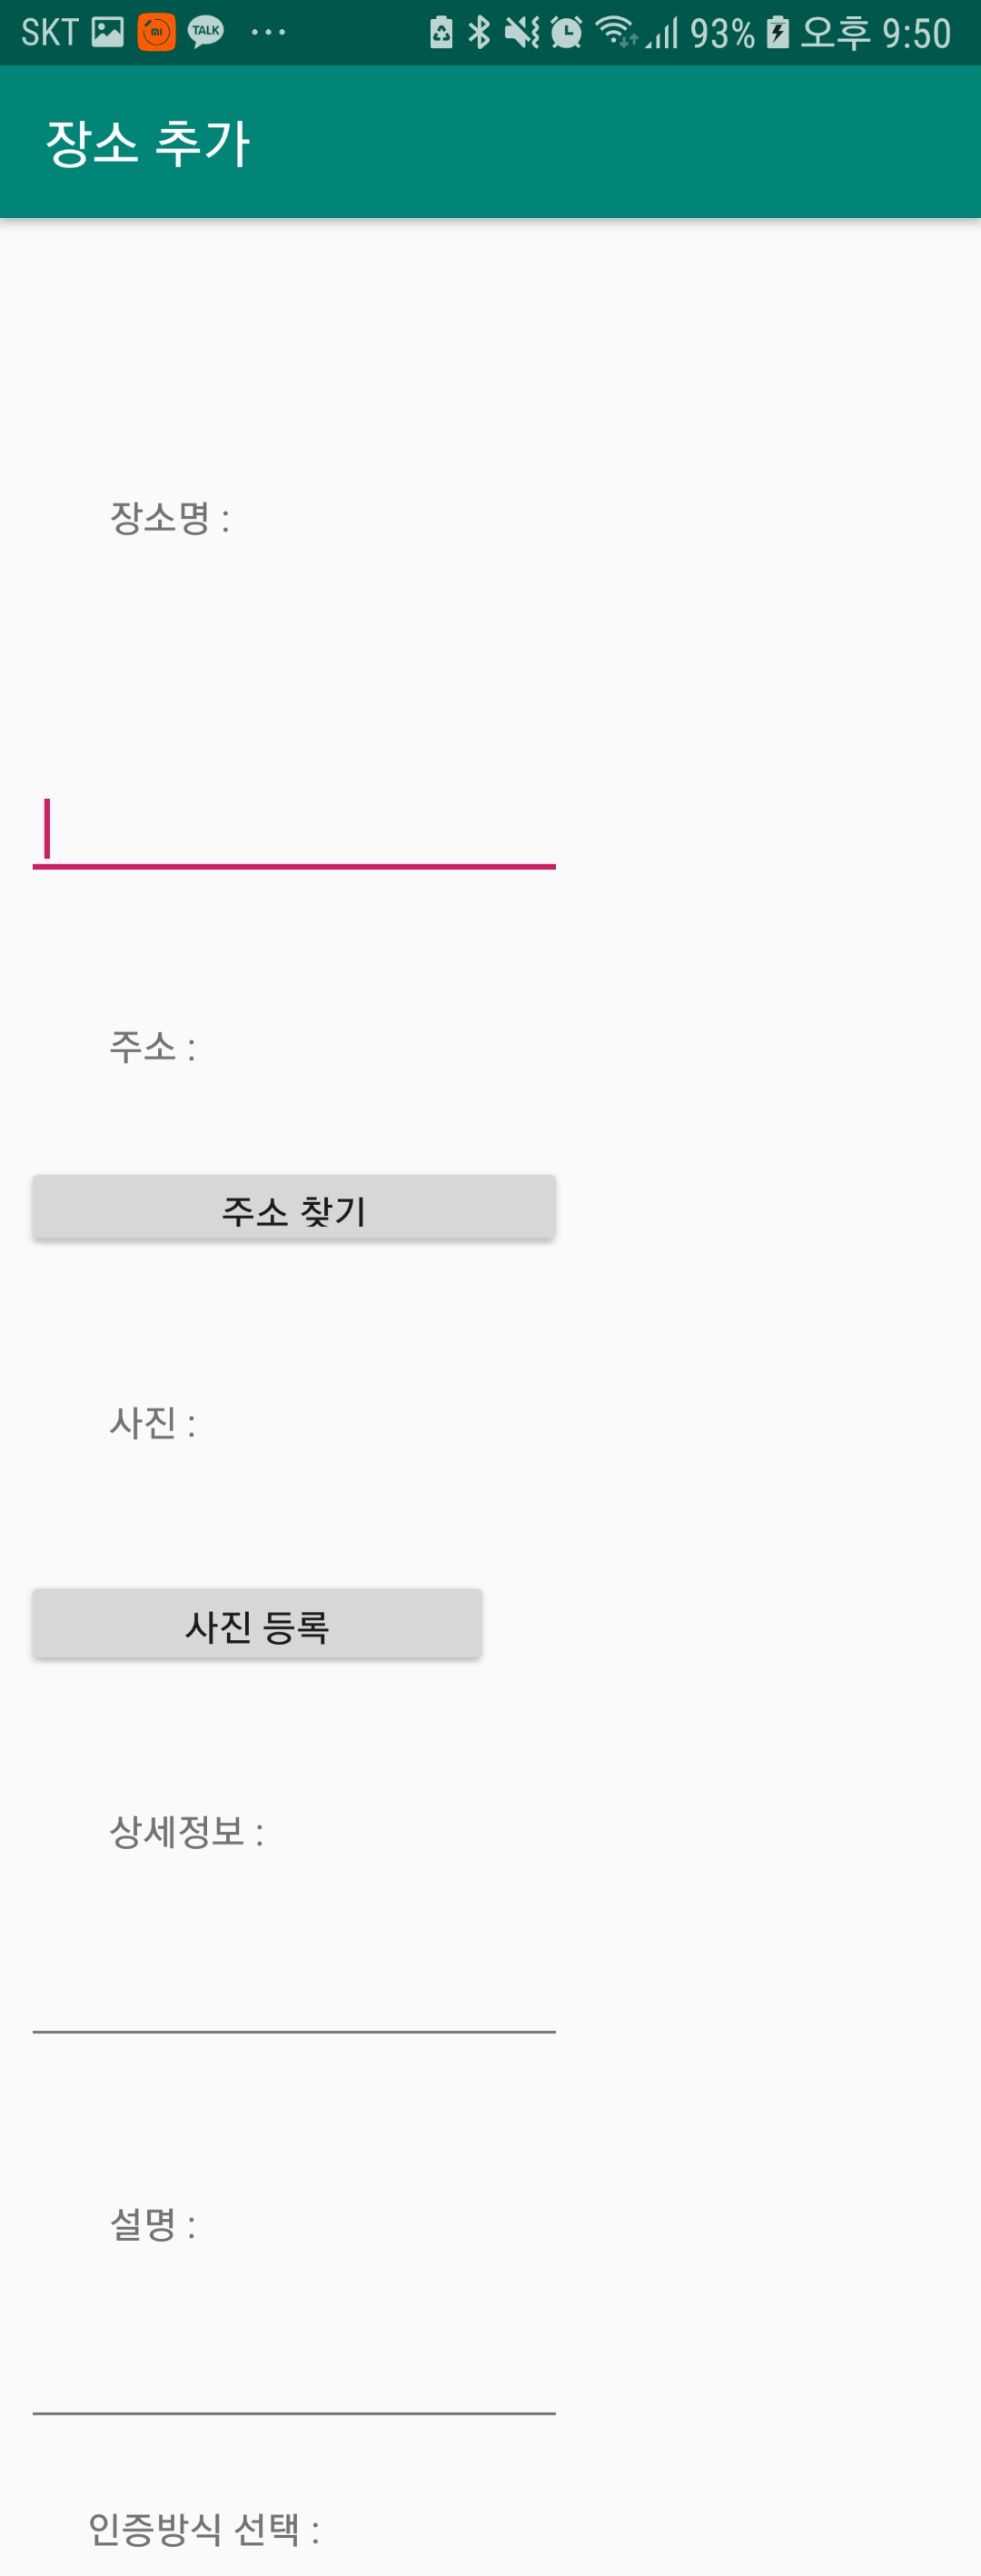 SKT TALK ... 93% 오후 9:50
장소 추가
장소명 :
주소 :
주소 찾기
사진 :
사진 등록
상세정보 :
설명 :
인증방식 선택 :